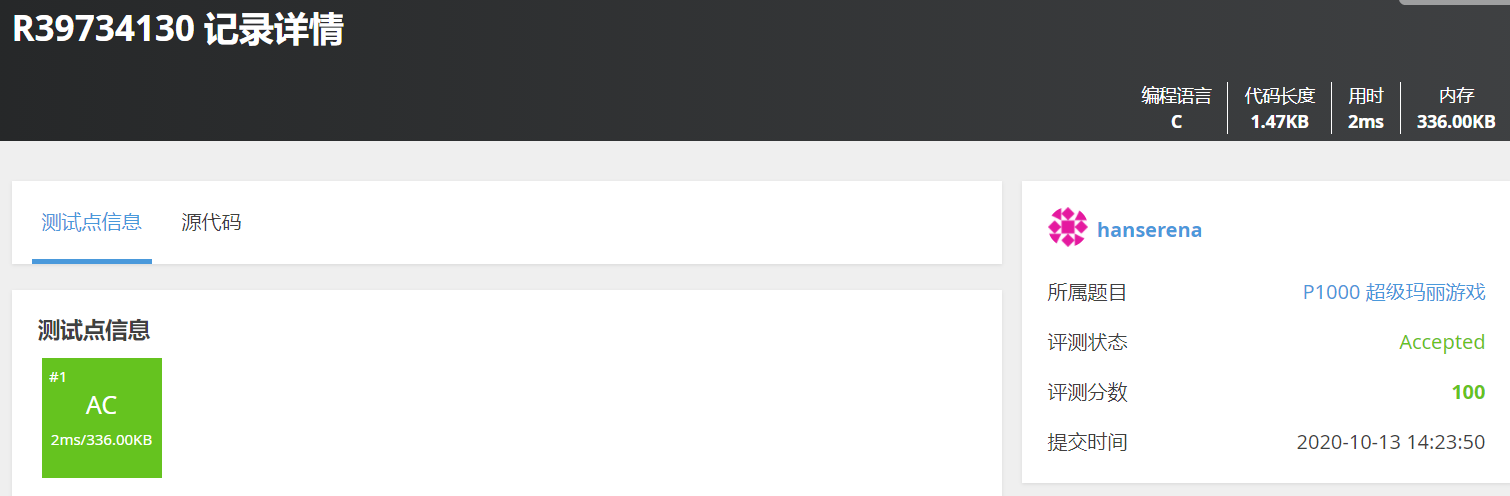 R39734130 记录详情
编程语言 代码长度 用时 内存
C 1.47KB 2ms 336.00KB
测试点信息 源代码
hanserena
所属题目 P1000 超级玛丽游戏
评测状态 Accepted
评测分数 100
提交时间 2020-10-13 14:23:50
测试点信息
#1
AC
2ms/336.00KB